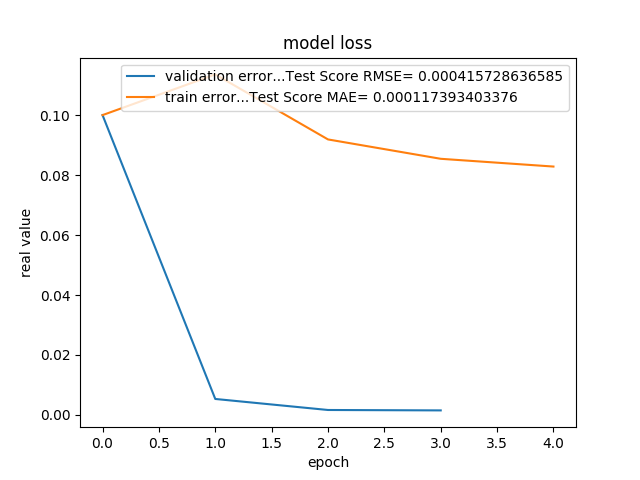 model loss
validation error...Test Score RMSE= 0.000415728636585
train error...Test Score MAE= 0.000117393403376
real value
0.10
0.08
0.06
0.04
0.02
0.00
0.0 0.5 1.0 1.5 2.0 2.5 3.0 3.5 4.0
epoch